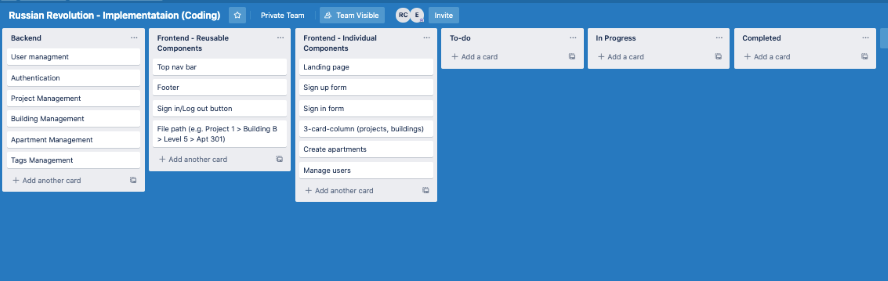 Russian Revolution - Implementataion (Coding)
Private Team
Team Visible
RC
E
Invite
Backend
User managment
Authentication
Project Management
Building Management
Apartment Management
Tags Management
+ Add another card
Frontend - Reusable
Components
Top nav bar
Footer
Sign in/Log out button
File path (e.g. Project 1 > Building B
> Level 5 > Apt 301)
+ Add another card
Frontend - Individual
Components
Landing page
Sign up form
Sign in form
3-card-column (projects, buildings)
Create apartments
Manage users
+ Add another card
To-do
+ Add a card
In Progress
+ Add a card
Completed
+ Add a card